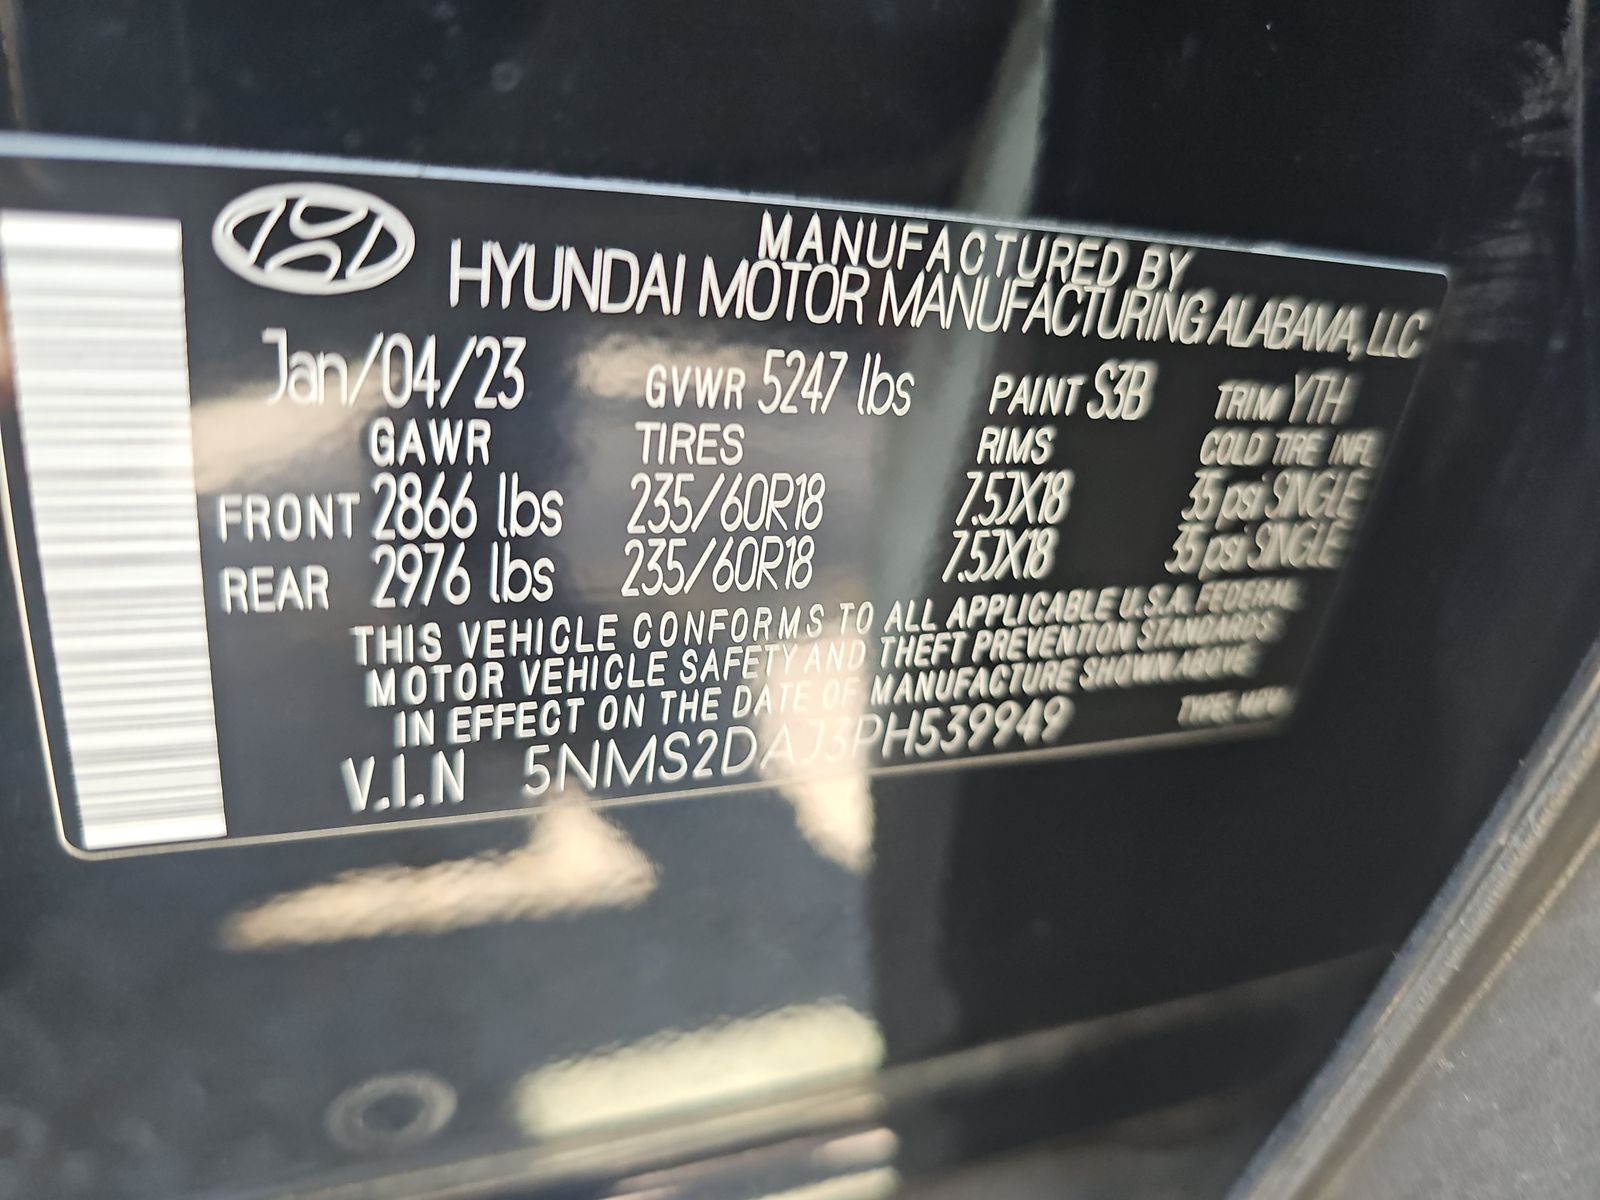 MANUFACTURED BY
HYUNDAI MOTOR MANUFACTURING ALABAMA, LLC
Jan/04/23 GVWR 5247 lbs PAINT S3B TRIM YTH
GAWR TIRES RIMS COLD TIRE INFL
FRONT 2866 lbs 235/60R18 7.5JX18 35 psi SINGLE
REAR 2976 lbs 235/60R18 7.5JX18 35 psi SINGLE
THIS VEHICLE CONFORMS TO ALL APPLICABLE U.S.A. FEDERAL
MOTOR VEHICLE SAFETY AND THEFT PREVENTION STANDARDS
IN EFFECT ON THE DATE OF MANUFACTURE SHOWN ABOVE
V.I.N 5NMS2DAJ3PH539949 TYPE: